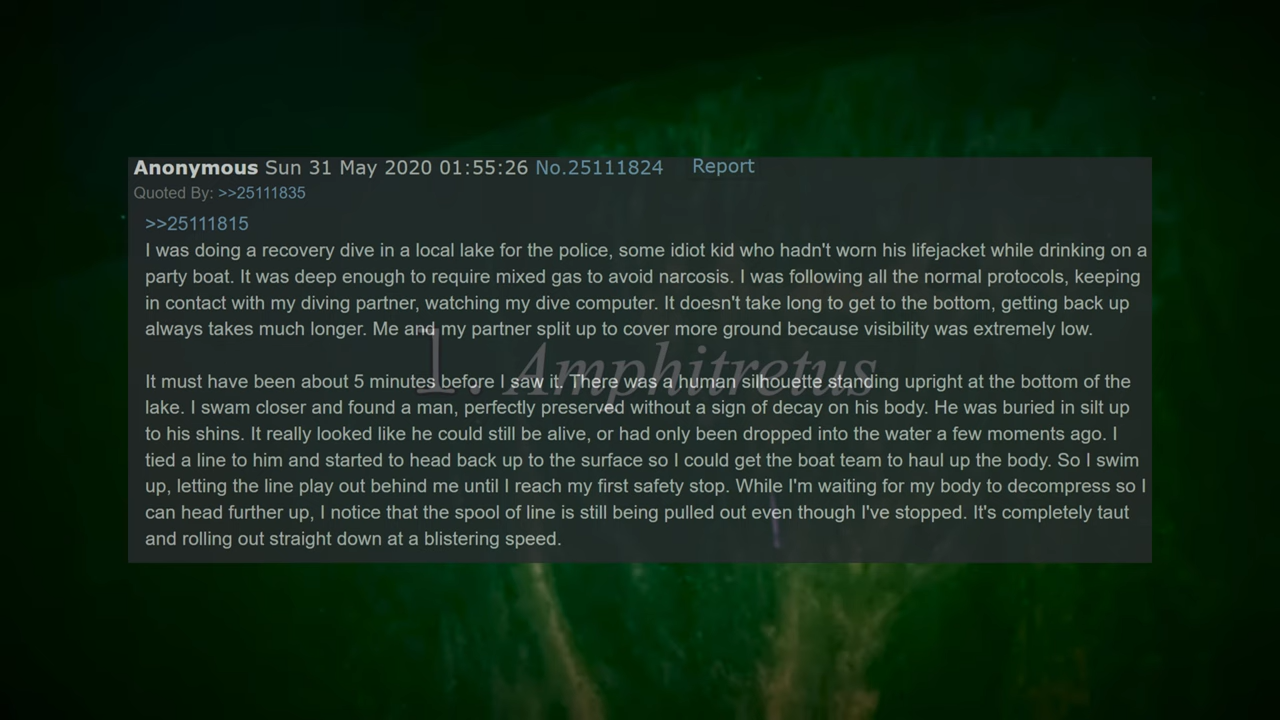 Anonymous Sun 31 May 2020 01:55:26 No.25111824 Report
Quoted By: >>25111835
>>25111815
I was doing a recovery dive in a local lake for the police, some idiot kid who hadn't worn his lifejacket while drinking on a
party boat. It was deep enough to require mixed gas to avoid narcosis. I was following all the normal protocols, keeping
in contact with my diving partner, watching my dive computer. It doesn't take long to get to the bottom, getting back up
always takes much longer. Me and my partner split up to cover more ground because visibility was extremely low.
1. Amphitretus
It must have been about 5 minutes before I saw it. There was a human silhouette standing upright at the bottom of the
lake. I swam closer and found a man, perfectly preserved without a sign of decay on his body. He was buried in silt up
to his shins. It really looked like he could still be alive, or had only been dropped into the water a few moments ago. I
tied a line to him and started to head back up to the surface so I could get the boat team to haul up the body. So I swim
up, letting the line play out behind me until I reach my first safety stop. While I'm waiting for my body to decompress so I
can head further up, I notice that the spool of line is still being pulled out even though I've stopped. It's completely taut
and rolling out straight down at a blistering speed.